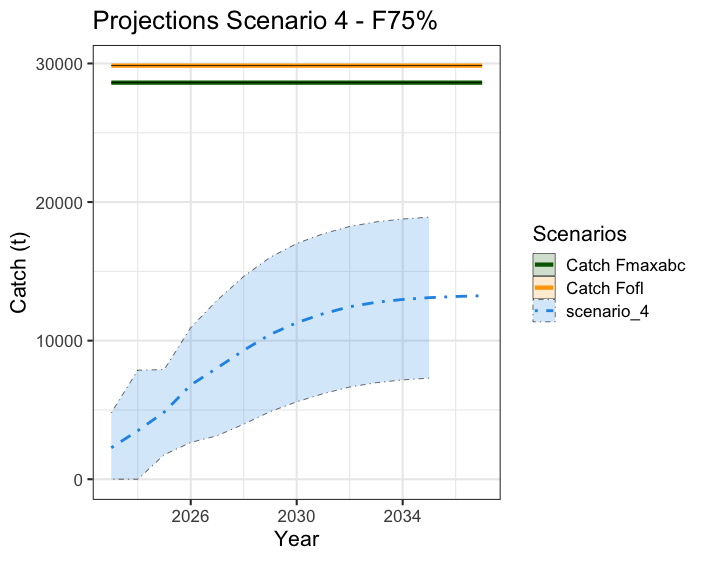 Projections Scenario 4 - F75%
30000
20000
10000
0
Catch (t)
2026 2030 2034
Year
Scenarios
Catch Fmaxabc
Catch Fofl
scenario_4